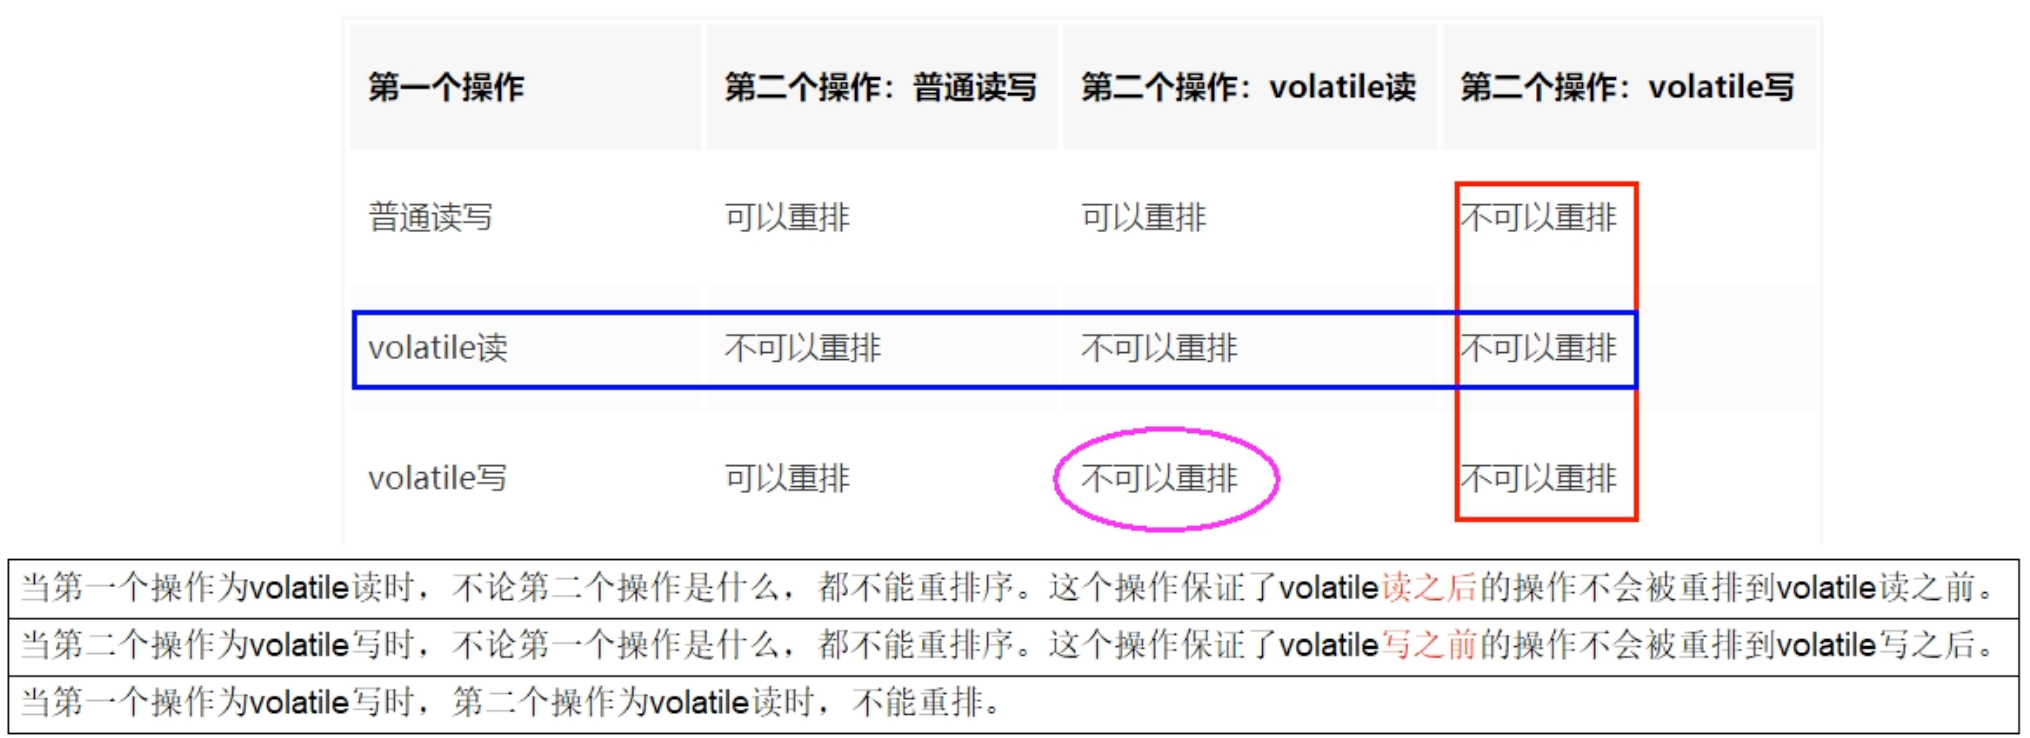 第一个操作 第二个操作：普通读写 第二个操作：volatile读 第二个操作：volatile写
普通读写 可以重排 可以重排 不可以重排
volatile读 不可以重排 不可以重排 不可以重排
volatile写 可以重排 不可以重排 不可以重排
当第一个操作为volatile读时，不论第二个操作是什么，都不能重排序。这个操作保证了volatile读之后的操作不会被重排到volatile读之前。
当第二个操作为volatile写时，不论第一个操作是什么，都不能重排序。这个操作保证了volatile写之前的操作不会被重排到volatile写之后。
当第一个操作为volatile写时，第二个操作为volatile读时，不能重排。